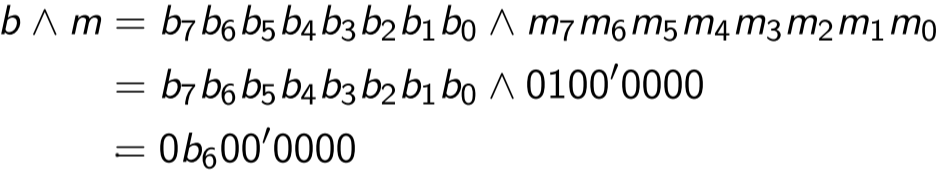 b ∧ m = b₇b₆b₅b₄b₃b₂b₁b₀ ∧ m₇m₆m₅m₄m₃m₂m₁m₀
= b₇b₆b₅b₄b₃b₂b₁b₀ ∧ 0100′0000
= 0b₆00′0000